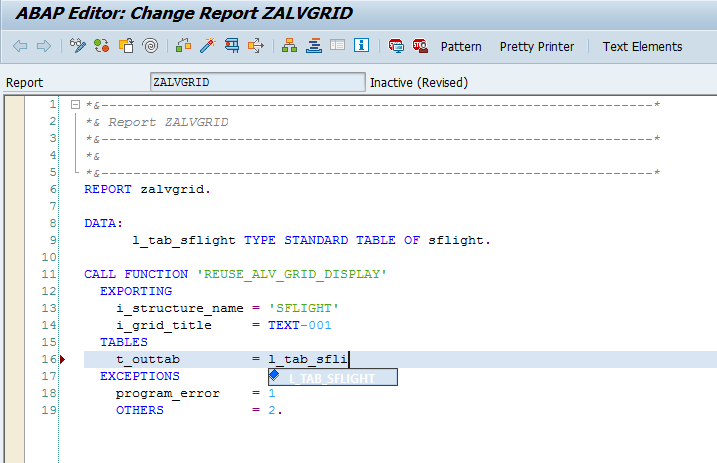 ABAP Editor: Change Report ZALVGRID
Pattern Pretty Printer Text Elements
Report ZALVGRID Inactive (Revised)
1 *&---------------------------------------------------------------------*
2 *& Report ZALVGRID
3 *&---------------------------------------------------------------------*
4 *&
5 *&---------------------------------------------------------------------*
6 REPORT zalvgrid.
7
8 DATA:
9 l_tab_sflight TYPE STANDARD TABLE OF sflight.
10
11 CALL FUNCTION 'REUSE_ALV_GRID_DISPLAY'
12 EXPORTING
13 i_structure_name = 'SFLIGHT'
14 i_grid_title = TEXT-001
15 TABLES
16 t_outtab = l_tab_sfli
17 EXCEPTIONS L_TAB_SFLIGHT
18 program_error = 1
19 OTHERS = 2.